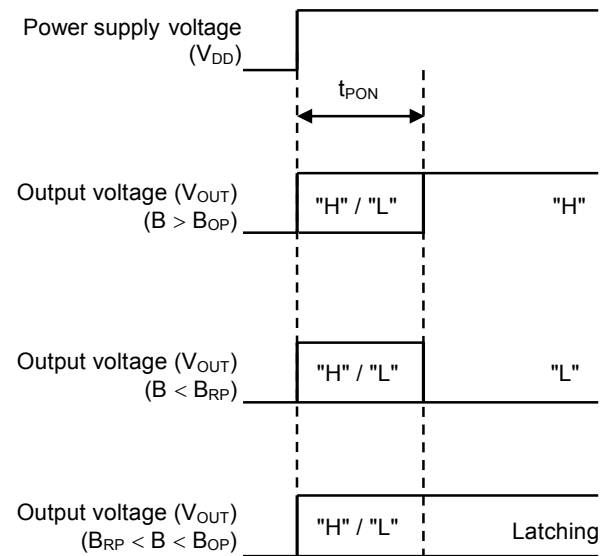 Power supply voltage
(VDD)
tPON
Output voltage (VOUT)
(B > BOP)
"H" / "L"
"H"
Output voltage (VOUT)
(B < BRP)
"H" / "L"
"L"
Output voltage (VOUT)
(BRP < B < BOP)
"H" / "L"
Latching